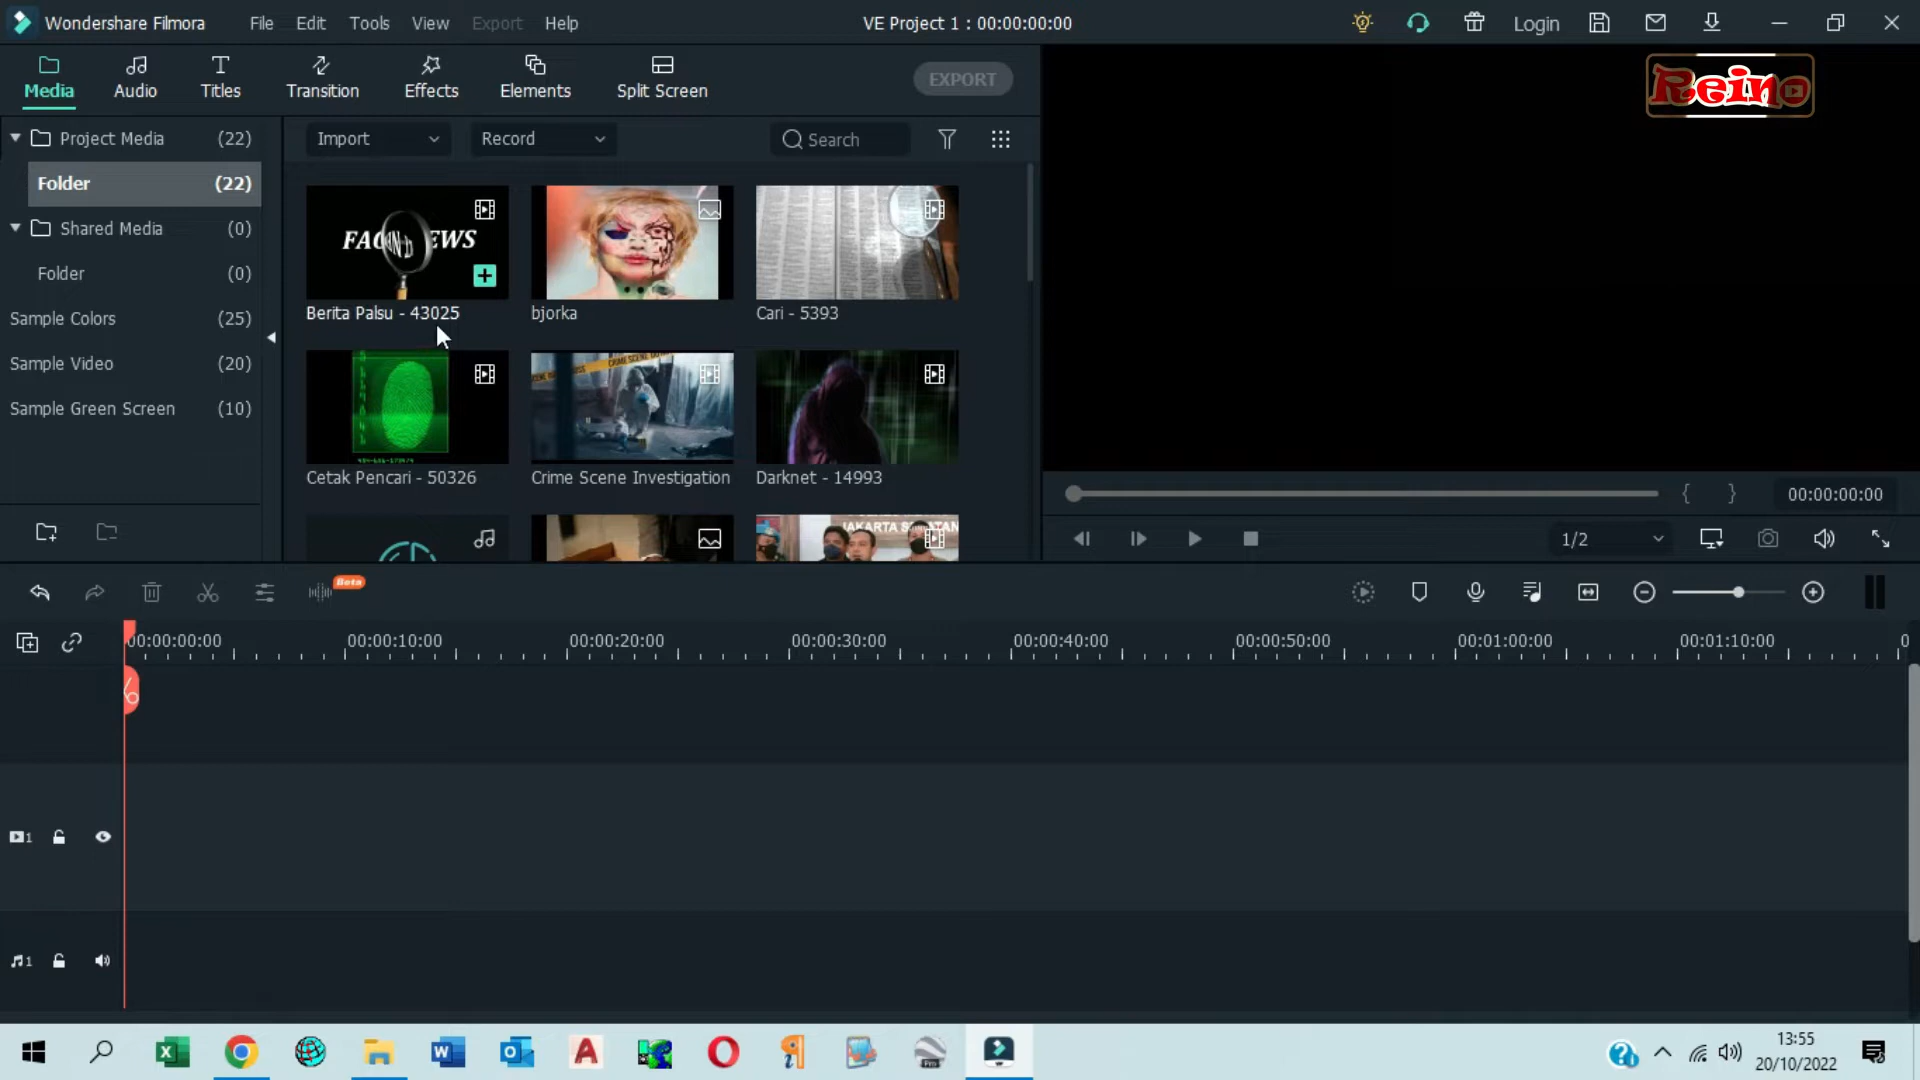 Wondershare Filmora
File
Edit
Tools
View
Export
Help
VE Project 1 : 00:00:00:00
Login
Media
Audio
Titles
Transition
Effects
Elements
Split Screen
EXPORT
Reino
Project Media (22)
Folder (22)
Shared Media (0)
Folder (0)
Sample Colors (25)
Sample Video (20)
Sample Green Screen (10)
Import
Record
Search
Berita Palsu - 43025
bjorka
Cari - 5393
Cetak Pencari - 50326
Crime Scene Investigation
Darknet - 14993
JAKARTA
{ }
00:00:00:00
1/2
Beta
00:00:00:00
00:00:10:00
00:00:20:00
00:00:30:00
00:00:40:00
00:00:50:00
00:01:00:00
00:01:10:00
0
1
1
13:55
20/10/2022